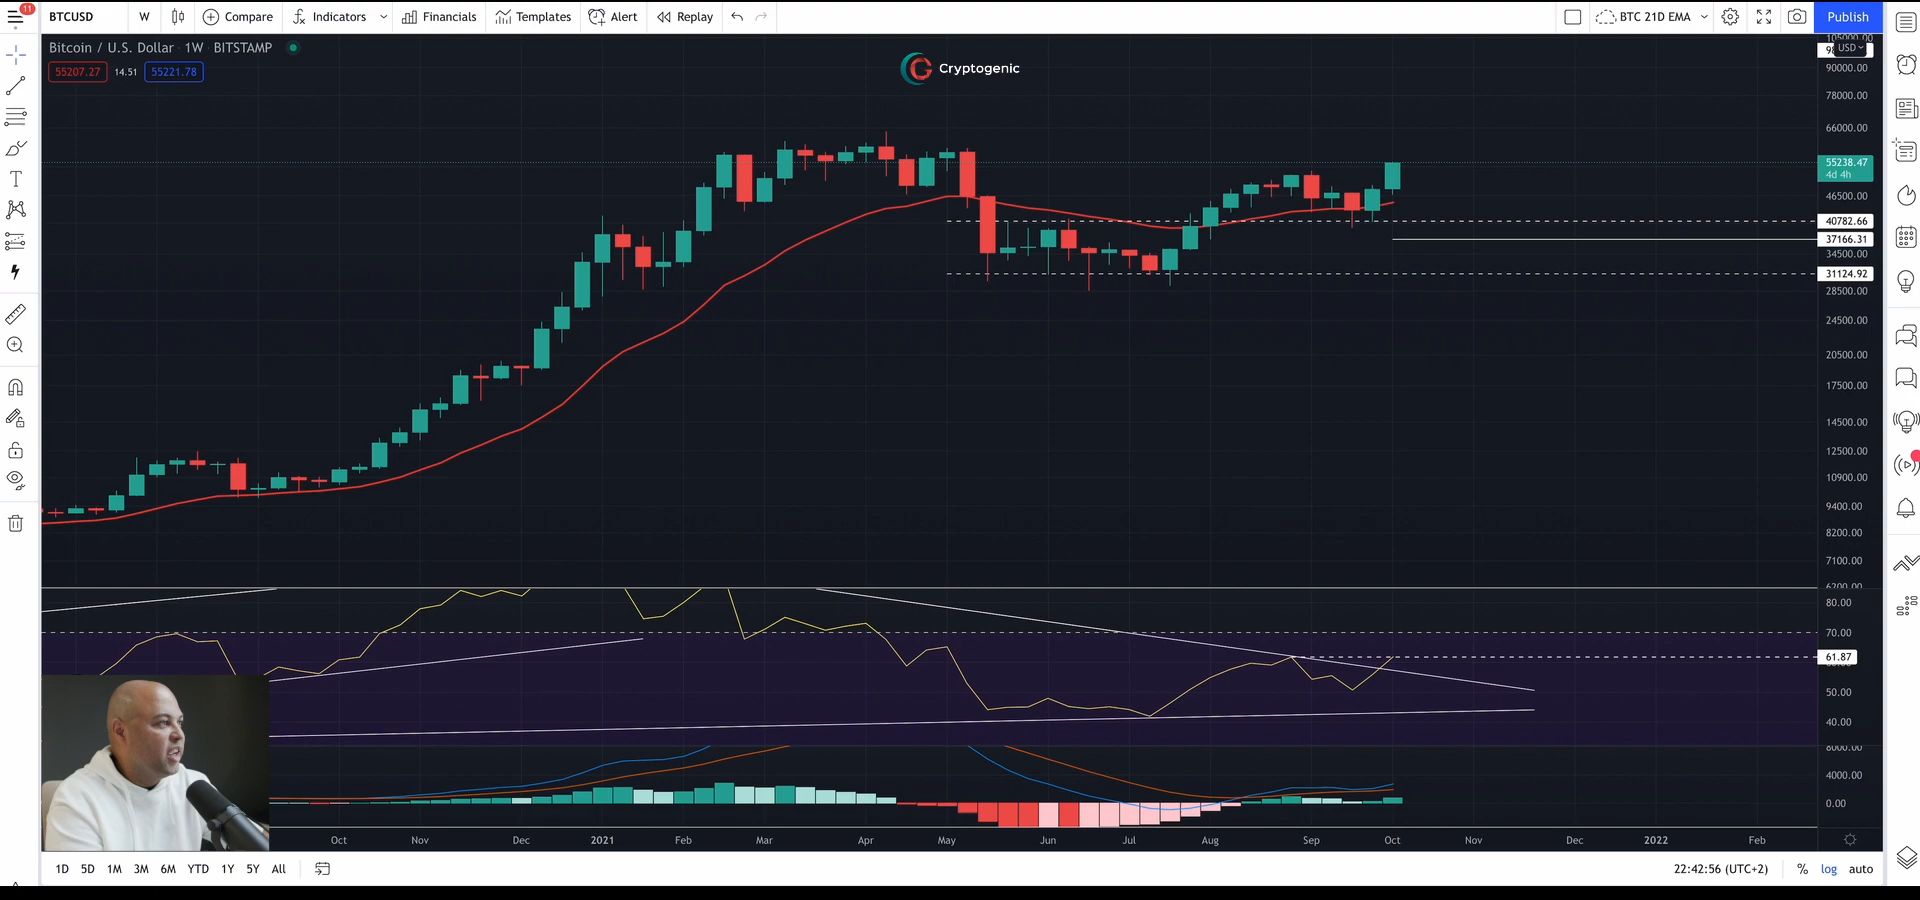 11
BTCUSD
W
Compare
Indicators
Financials
Templates
Alert
Replay
BTC 21D EMA
Publish
Bitcoin / U.S. Dollar · 1W · BITSTAMP
55207.27
14.51
55221.78
Cryptogenic
USD
90000.00
78000.00
66000.00
55238.47
4d 4h
46500.00
40782.66
37166.31
34500.00
31124.92
28500.00
24500.00
20500.00
17500.00
14500.00
12500.00
10900.00
9400.00
8200.00
7100.00
80.00
70.00
61.87
50.00
40.00
8000.00
4000.00
0.00
Oct
Nov
Dec
2021
Feb
Mar
Apr
May
Jun
Jul
Aug
Sep
Oct
Nov
Dec
2022
Feb
1D
5D
1M
3M
6M
YTD
1Y
5Y
All
22:42:56 (UTC+2)
%
log
auto